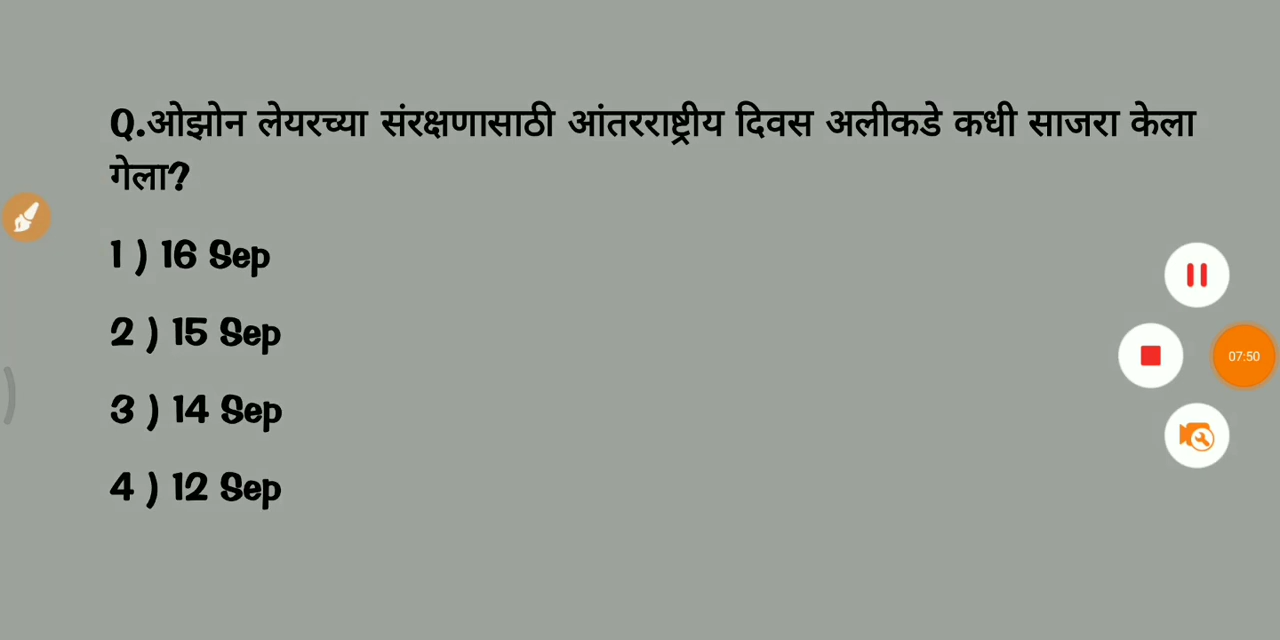 Q.ओझोन लेयरच्या संरक्षणासाठी आंतरराष्ट्रीय दिवस अलीकडे कधी साजरा केला
गेला?
1 ) 16 Sep
2 ) 15 Sep
07:50
3 ) 14 Sep
4 ) 12 Sep